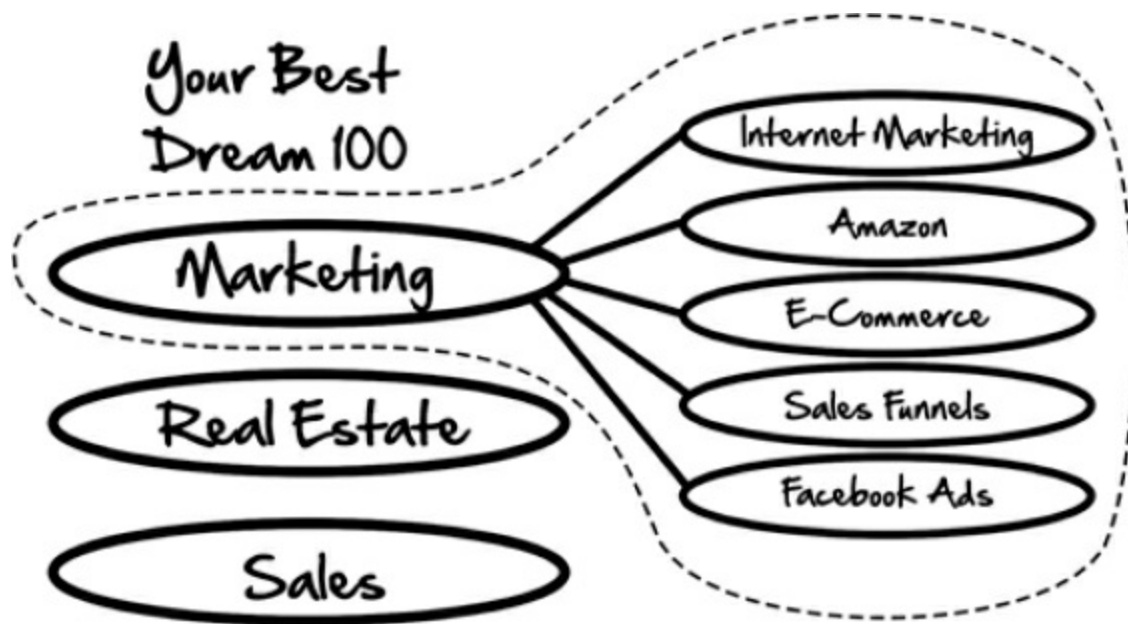 Your Best
Dream 100
Marketing
Real Estate
Sales
Internet Marketing
Amazon
E-Commerce
Sales Funnels
Facebook Ads